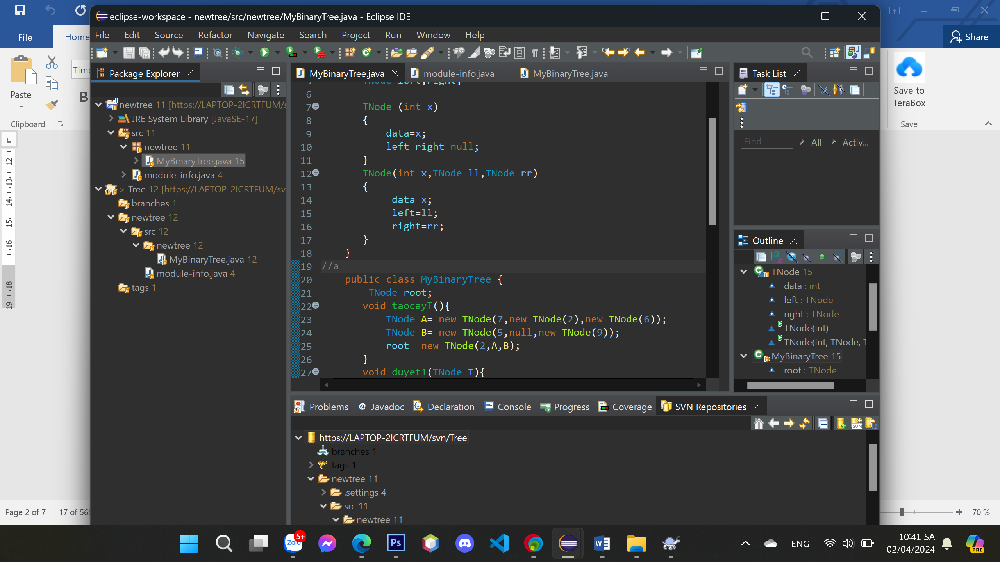 eclipse-workspace - newtree/src/newtree/MyBinaryTree.java - Eclipse IDE
File Home Share
File Edit Source Refactor Navigate Search Project Run Window Help
Paste
Clipboard
B
Save to
TeraBox
Save
Package Explorer
newtree 11 [https://LAPTOP-2ICRTFUM/s
JRE System Library [JavaSE-17]
src 11
newtree 11
MyBinaryTree.java 15
module-info.java 4
> Tree 12 [https://LAPTOP-2ICRTFUM/sv
branches 1
newtree 12
src 12
newtree 12
MyBinaryTree.java 12
module-info.java 4
tags 1
MyBinaryTree.java module-info.java MyBinaryTree.java
6
7 TNode (int x)
8 {
9 data=x;
10 left=right=null;
11 }
12 TNode(int x,TNode ll,TNode rr)
13 {
14 data=x;
15 left=ll;
16 right=rr;
17 }
18 }
19 //a
20 public class MyBinaryTree {
21 TNode root;
22 void taocayT(){
23 TNode A= new TNode(7,new TNode(2),new TNode(6));
24 TNode B= new TNode(5,null,new TNode(9));
25 root= new TNode(2,A,B);
26 }
27 void duyet1(TNode T){
Task List
Find All Activ...
Outline
TNode 15
data : int
left : TNode
right : TNode
TNode(int)
TNode(int, TNode, T
MyBinaryTree 15
root : TNode
Problems Javadoc Declaration Console Progress Coverage SVN Repositories
https://LAPTOP-2ICRTFUM/svn/Tree
branches 1
tags 1
newtree 11
.settings 4
src 11
newtree 11
12
13
14
15
16
18
19
Page 2 of 7 17 of 568
70 %
Zalo 5+
Ps
ENG
10:41 SA
02/04/2024
PRE